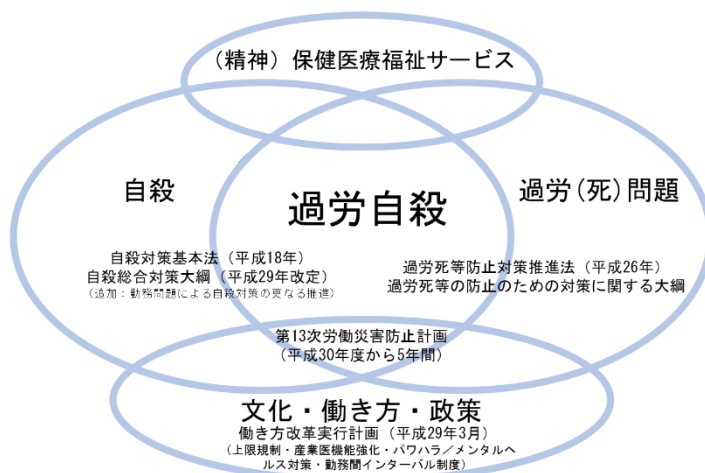 （精神）保健医療福祉サービス
自殺
過労自殺
過労(死)問題
自殺対策基本法（平成18年）
自殺総合対策大綱（平成29年改定）
（追加：勤務問題による自殺対策の更なる推進）
過労死等防止対策推進法（平成26年）
過労死等の防止のための対策に関する大綱
第13次労働災害防止計画
（平成30年度から5年間）
文化・働き方・政策
働き方改革実行計画（平成29年3月）
（上限規制・産業医機能強化・パワハラ／メンタルヘ
ルス対策・勤務間インターバル制度）